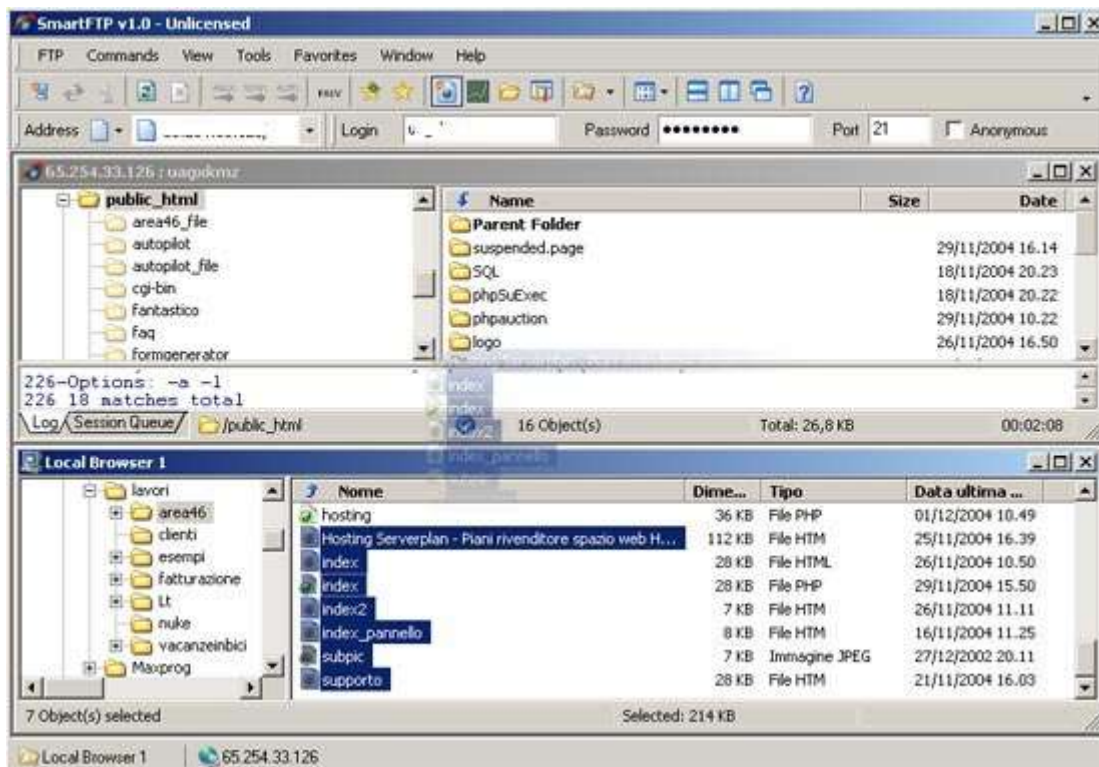 SmartFTP v1.0 - Unlicensed
FTP Commands View Tools Favorites Window Help
Address Login Password ●●●●●●●● Port 21 Anonymous
65.254.33.126 :
public_html
area46_file
autopilot
autopilot_file
cgi-bin
fantastico
faq
formgenerator
Name Size Date
Parent Folder
suspended.page 29/11/2004 16.14
SQL 18/11/2004 20.23
phpSuExec 18/11/2004 20.22
phpauction 29/11/2004 10.22
logo 26/11/2004 16.50
226-Options: -a -l
226 18 matches total
index
index
index2
index_pannello
Log Session Queue /public_html 16 Object(s) Total: 26,8 KB 00:02:08
Local Browser 1
lavori
area46
clienti
esempi
fatturazione
Lt
nuke
vacanzeinbici
Maxprog
Nome Dime... Tipo Data ultima ...
hosting 36 KB File PHP 01/12/2004 10.49
Hosting Serverplan - Piani rivenditore spazio web H... 112 KB File HTM 25/11/2004 16.39
index 28 KB File HTML 26/11/2004 10.50
index 28 KB File PHP 29/11/2004 15.50
index2 7 KB File HTM 26/11/2004 11.11
index_pannello 8 KB File HTM 16/11/2004 11.25
subpic 7 KB Immagine JPEG 27/12/2002 20.11
supporto 28 KB File HTM 21/11/2004 16.03
7 Object(s) selected Selected: 214 KB
Local Browser 1 65.254.33.126